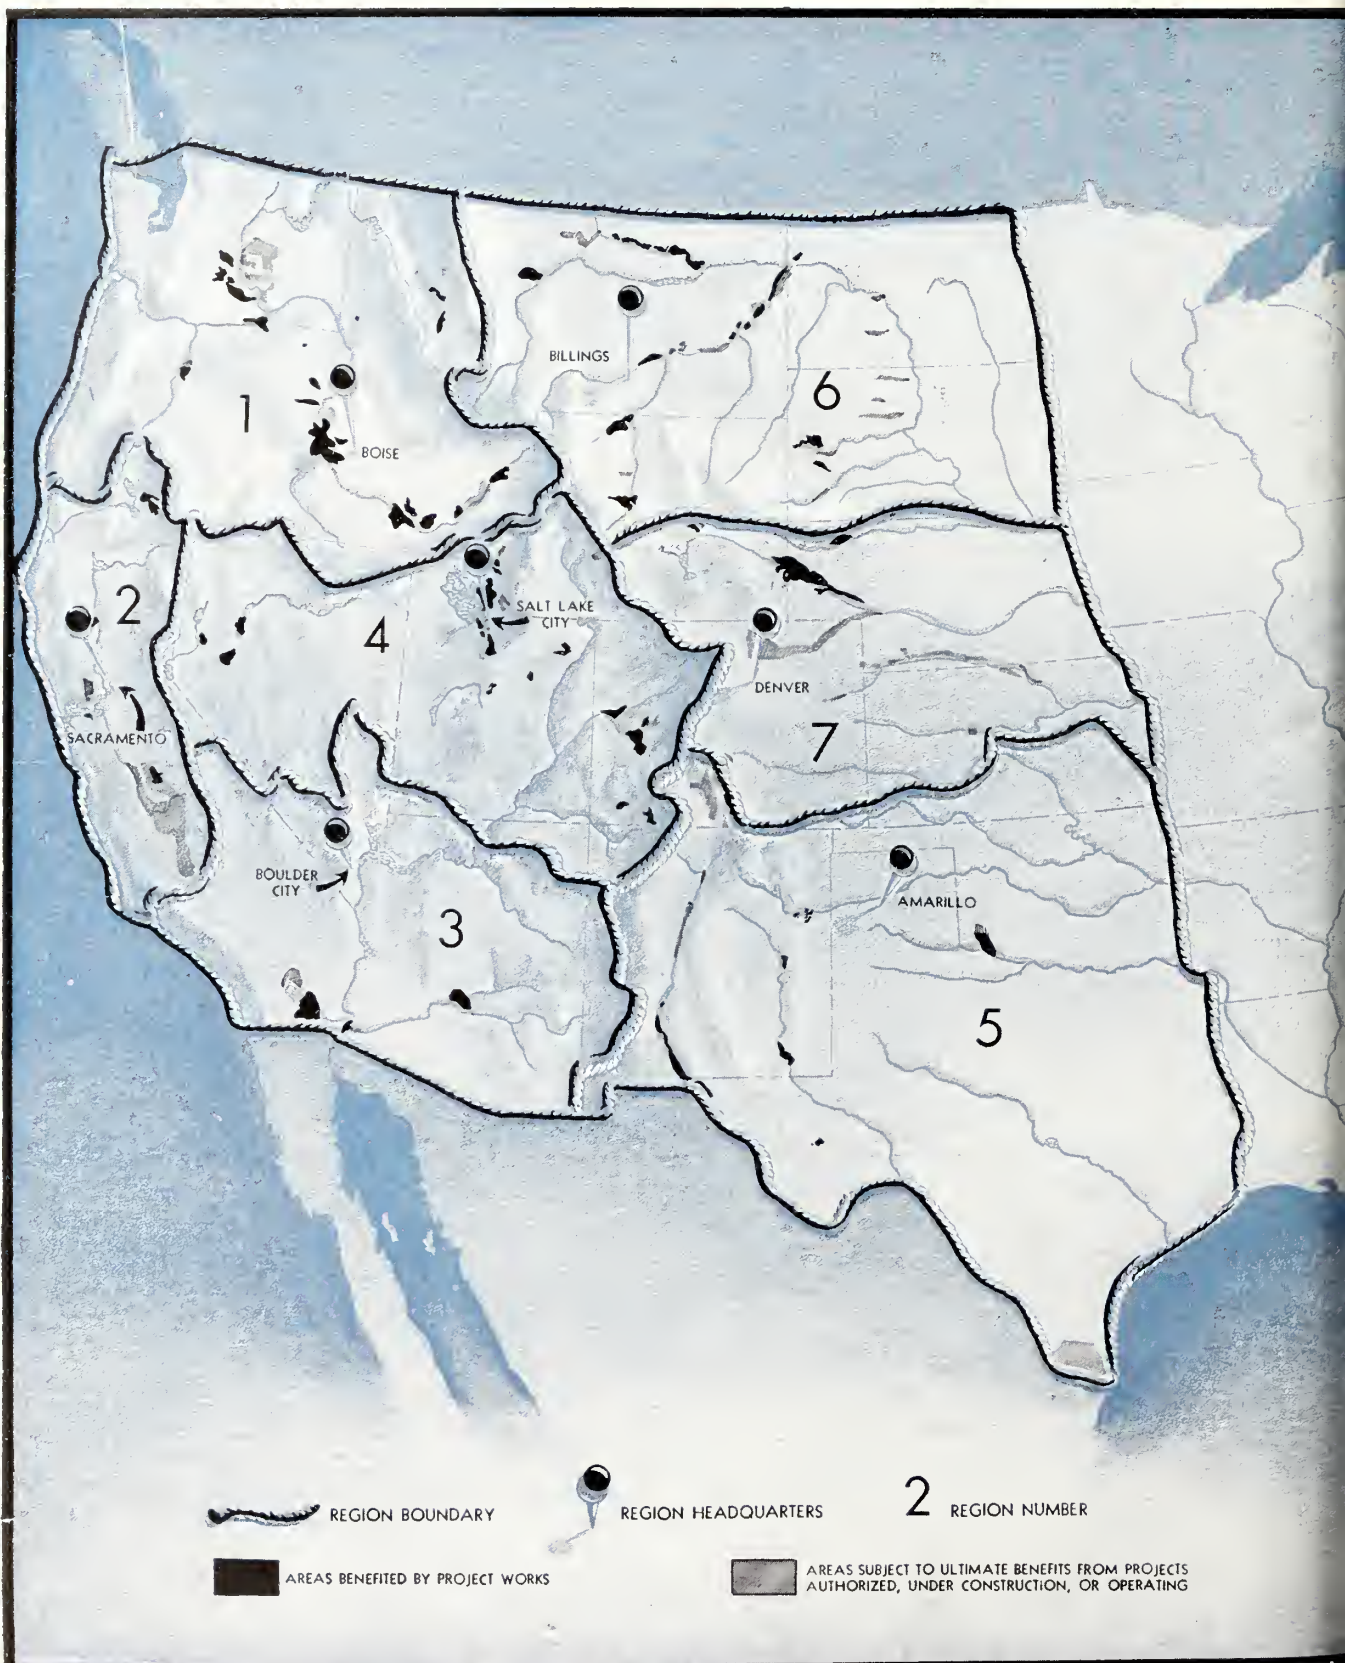 BILLINGS
6
1
BOISE
2
SALT LAKE
CITY
4
DENVER
SACRAMENTO
7
BOULDER
CITY
AMARILLO
3
5
REGION BOUNDARY
REGION HEADQUARTERS
2 REGION NUMBER
AREAS BENEFITED BY PROJECT WORKS
AREAS SUBJECT TO ULTIMATE BENEFITS FROM PROJECTS
AUTHORIZED, UNDER CONSTRUCTION, OR OPERATING